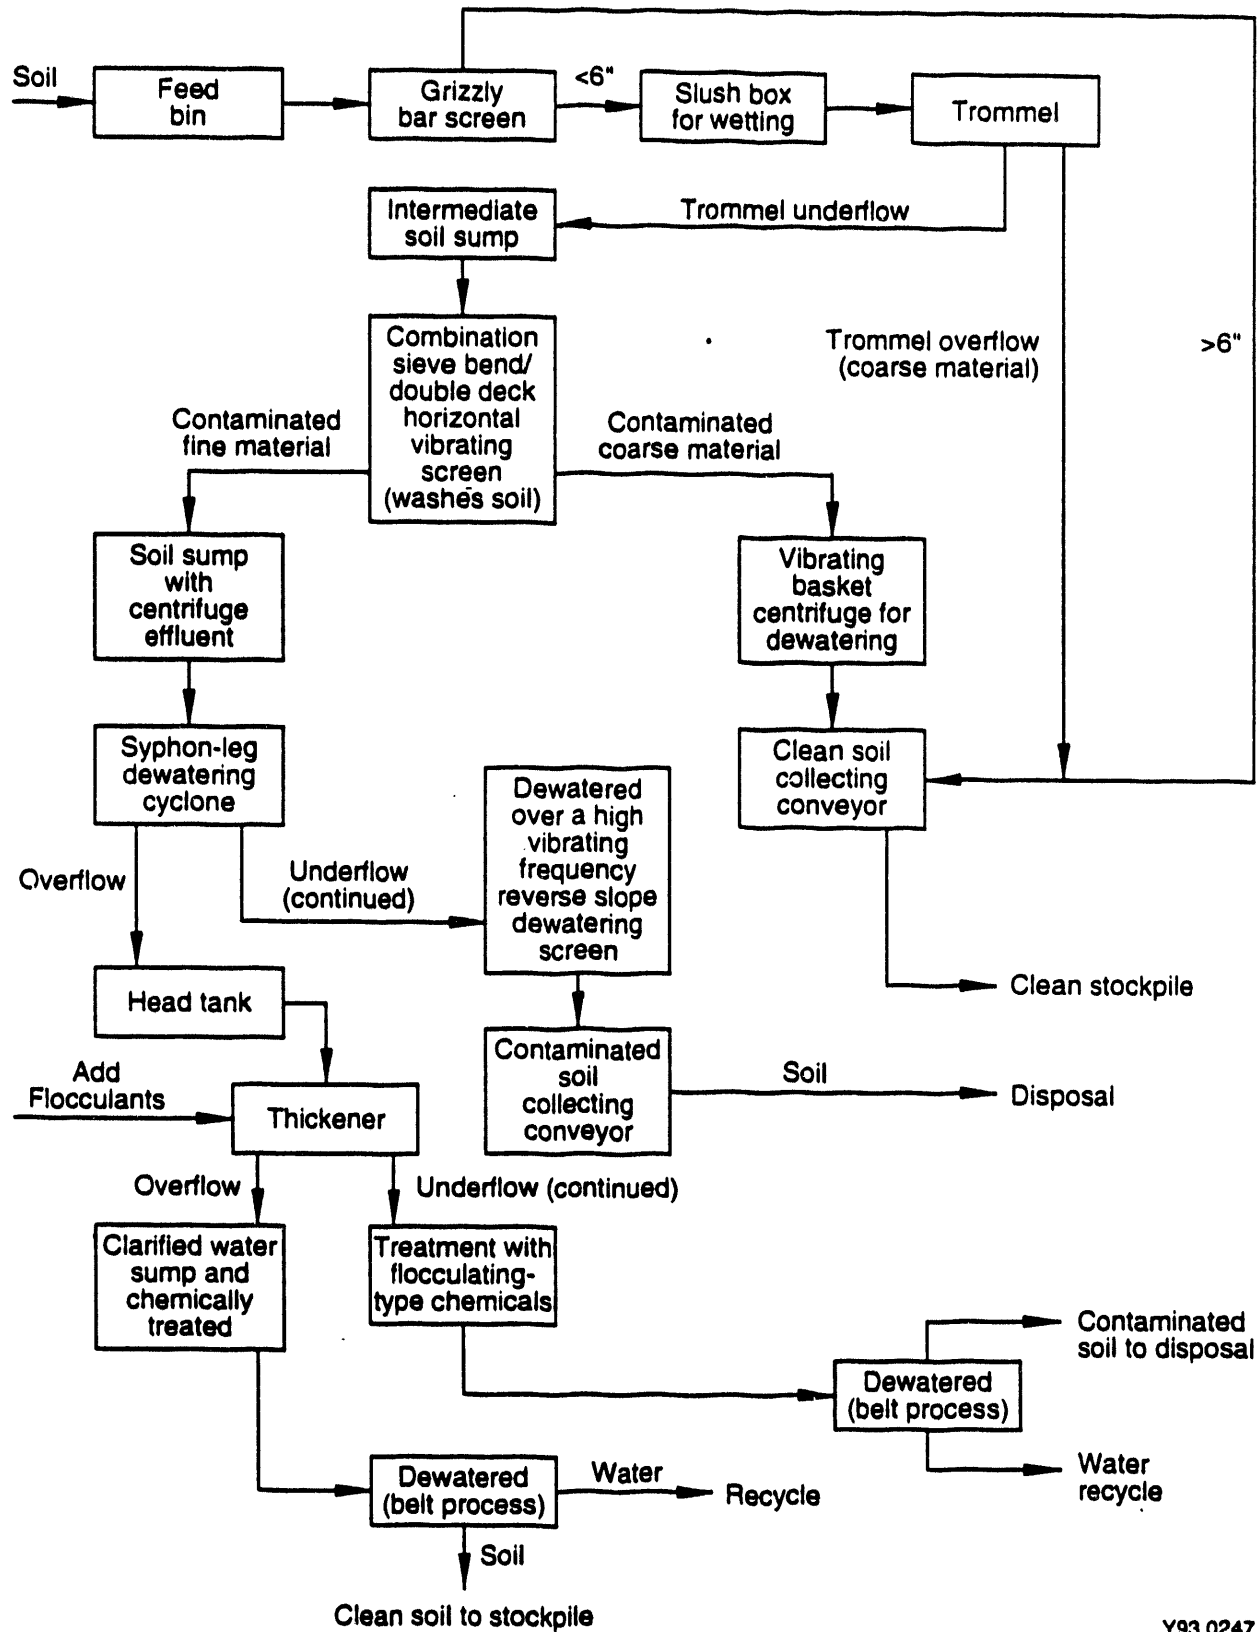 Soil
Feed
bin
Grizzly
bar screen
<6"
Slush box
for wetting
Trommel
Intermediate
soil sump
Trommel underflow
Combination
sieve bend/
double deck
horizontal
vibrating
screen
(washes soil)
Trommel overflow
(coarse material)
>6"
Contaminated
fine material
Contaminated
coarse material
Soil sump
with
centrifuge
effluent
Vibrating
basket
centrifuge for
dewatering
Syphon-leg
dewatering
cyclone
Clean soil
collecting
conveyor
Dewatered
over a high
vibrating
frequency
reverse slope
dewatering
screen
Overflow
Underflow
(continued)
Head tank
Clean stockpile
Contaminated
soil
collecting
conveyor
Soil
Disposal
Add
Flocculants
Thickener
Overflow
Underflow (continued)
Clarified water
sump and
chemically
treated
Treatment with
flocculating-
type chemicals
Dewatered
(belt process)
Contaminated
soil to disposal
Water
recycle
Dewatered
(belt process)
Water
Recycle
Soil
Clean soil to stockpile
Y93 0247